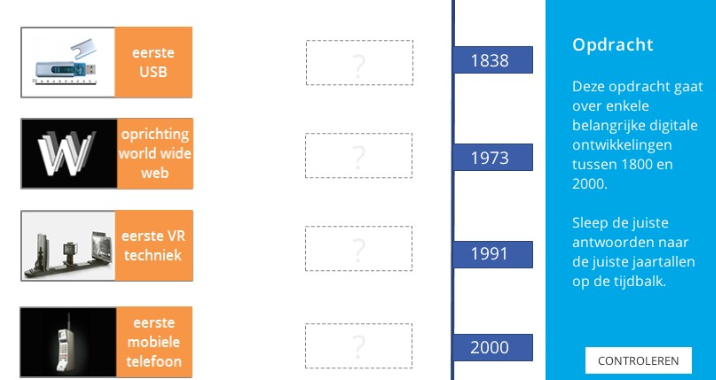 eerste
USB
?
1838
oprichting
world wide
web
?
1973
eerste VR
techniek
?
1991
eerste
mobiele
telefoon
?
2000
Opdracht
Deze opdracht gaat
over enkele
belangrijke digitale
ontwikkelingen
tussen 1800 en
2000.
Sleep de juiste
antwoorden naar
de juiste jaartallen
op de tijdbalk.
CONTROLEREN